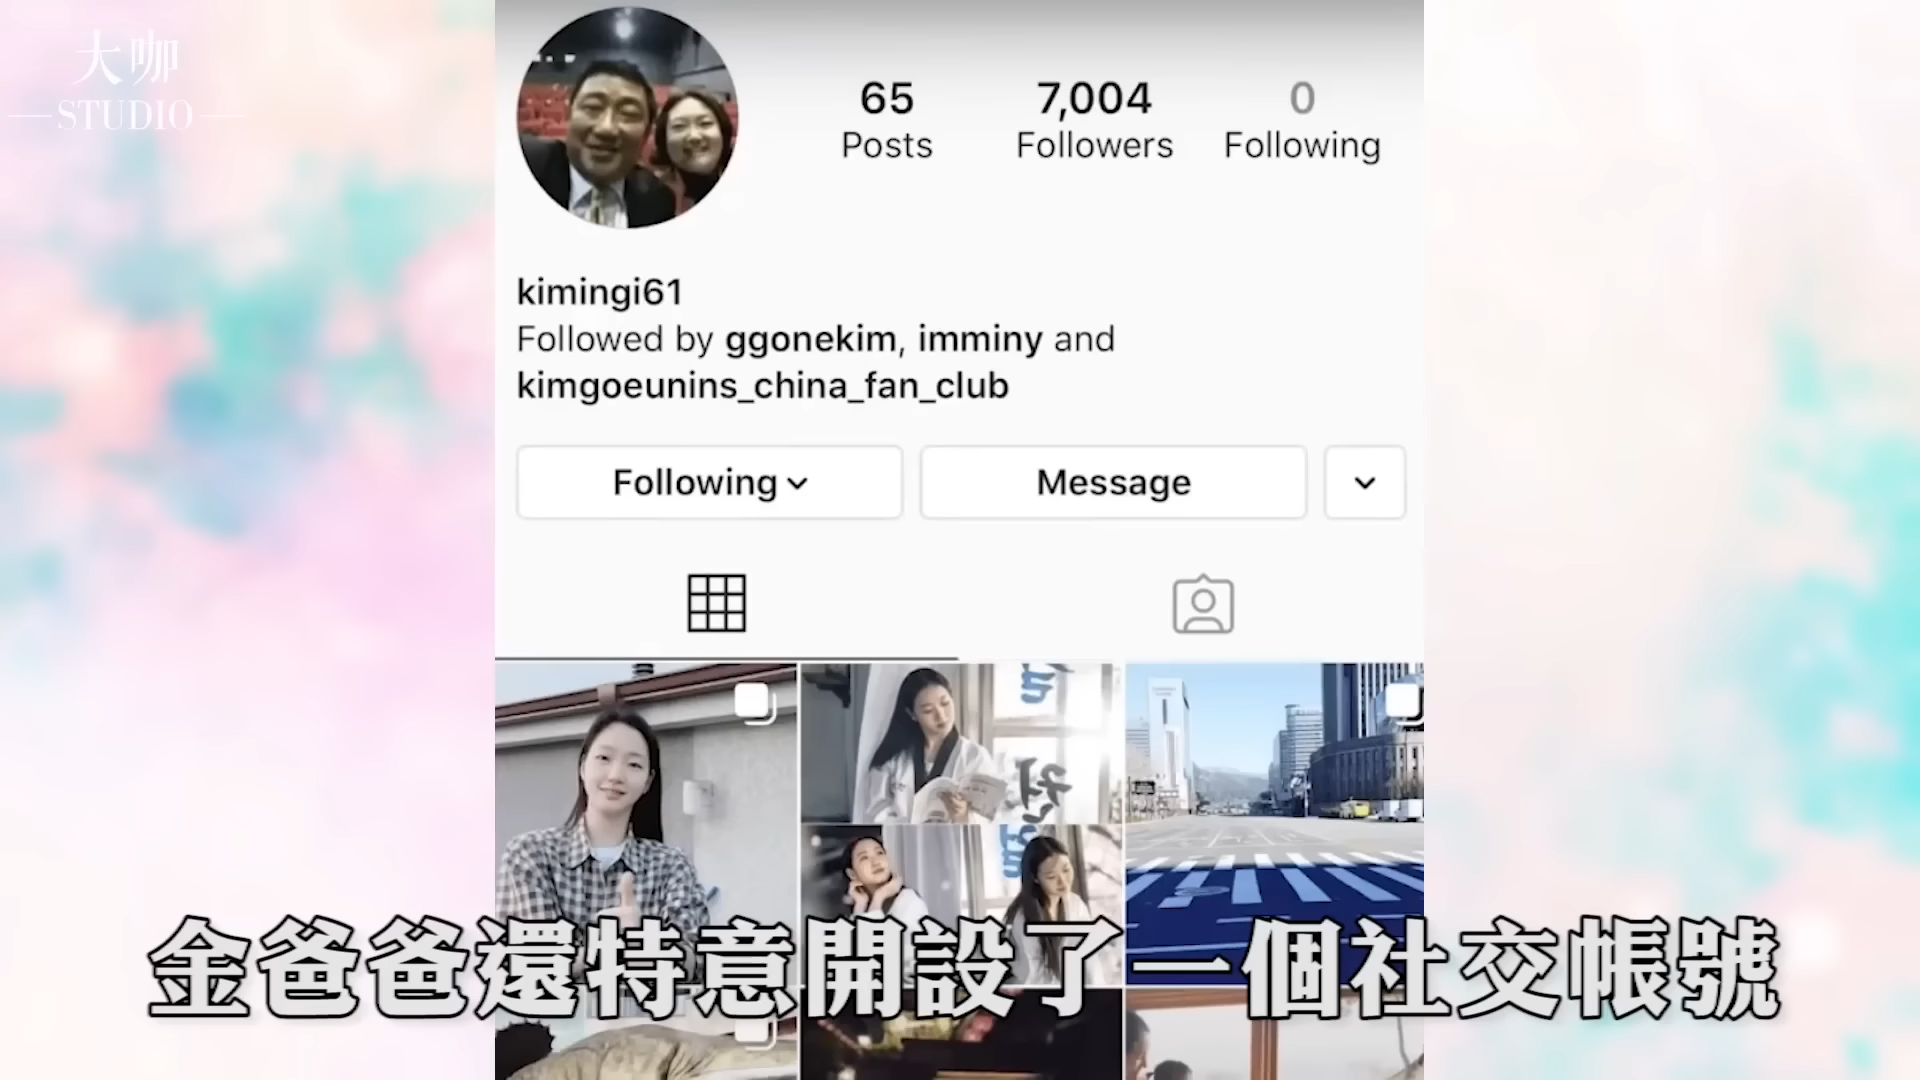 大咖
STUDIO
65
Posts
7,004
Followers
0
Following
kimingi61
Followed by ggonekim, imminy and
kimgoeunins_china_fan_club
Following
Message
金爸爸還特意開設了一個社交帳號